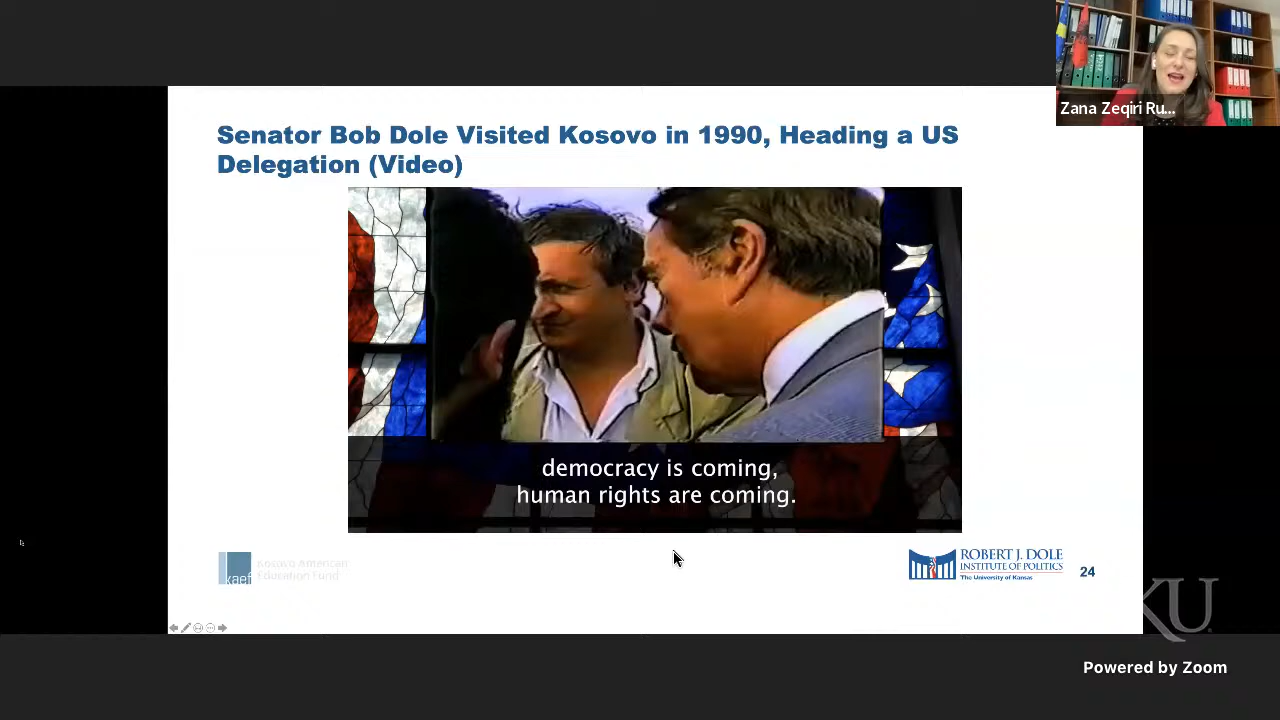 Zana Zeqiri Ru...
Senator Bob Dole Visited Kosovo in 1990, Heading a US
Delegation (Video)
democracy is coming,
human rights are coming.
kaef
Kosovo American
Education Fund
ROBERT J. DOLE
INSTITUTE OF POLITICS
The University of Kansas
24
KU
Powered by Zoom